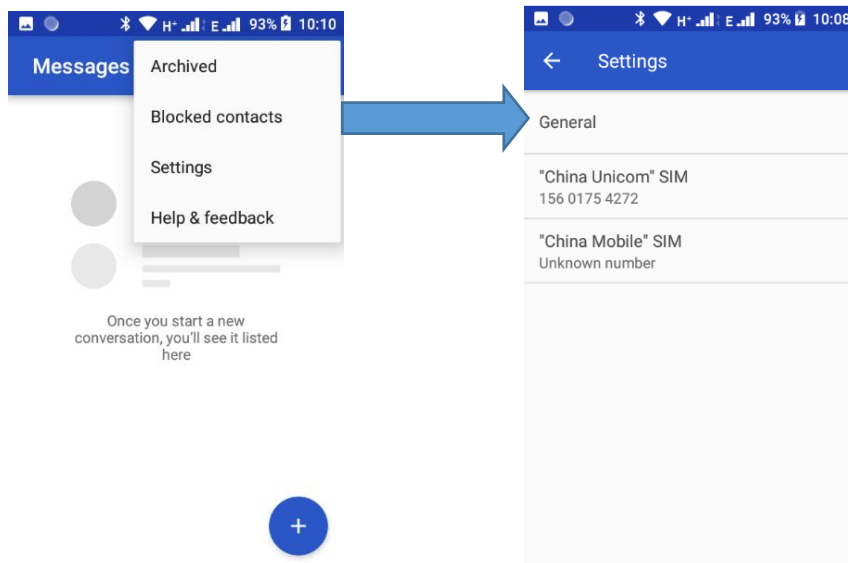 H+ E 93% 10:10
Messages
Archived
Blocked contacts
Settings
Help & feedback
Once you start a new
conversation, you'll see it listed
here
H+ E 93% 10:08
Settings
General
"China Unicom" SIM
156 0175 4272
"China Mobile" SIM
Unknown number